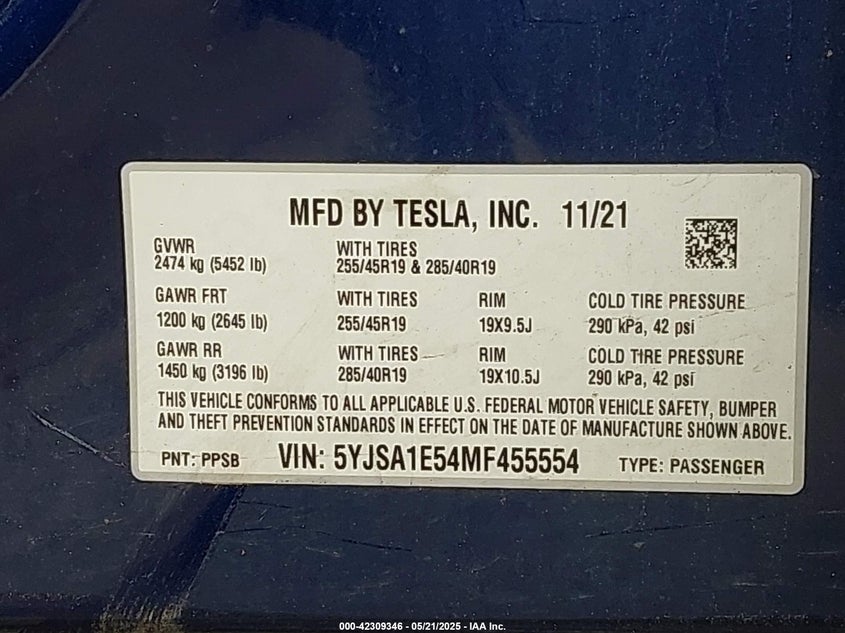 MFD BY TESLA, INC. 11/21
GVWR WITH TIRES
2474 kg (5452 lb) 255/45R19 & 285/40R19
GAWR FRT WITH TIRES RIM COLD TIRE PRESSURE
1200 kg (2645 lb) 255/45R19 19X9.5J 290 kPa, 42 psi
GAWR RR WITH TIRES RIM COLD TIRE PRESSURE
1450 kg (3196 lb) 285/40R19 19X10.5J 290 kPa, 42 psi
THIS VEHICLE CONFORMS TO ALL APPLICABLE U.S. FEDERAL MOTOR VEHICLE SAFETY, BUMPER
AND THEFT PREVENTION STANDARDS IN EFFECT ON THE DATE OF MANUFACTURE SHOWN ABOVE.
PNT: PPSB VIN: 5YJSA1E54MF455554 TYPE: PASSENGER
000-42309346 - 05/21/2025 - IAA Inc.